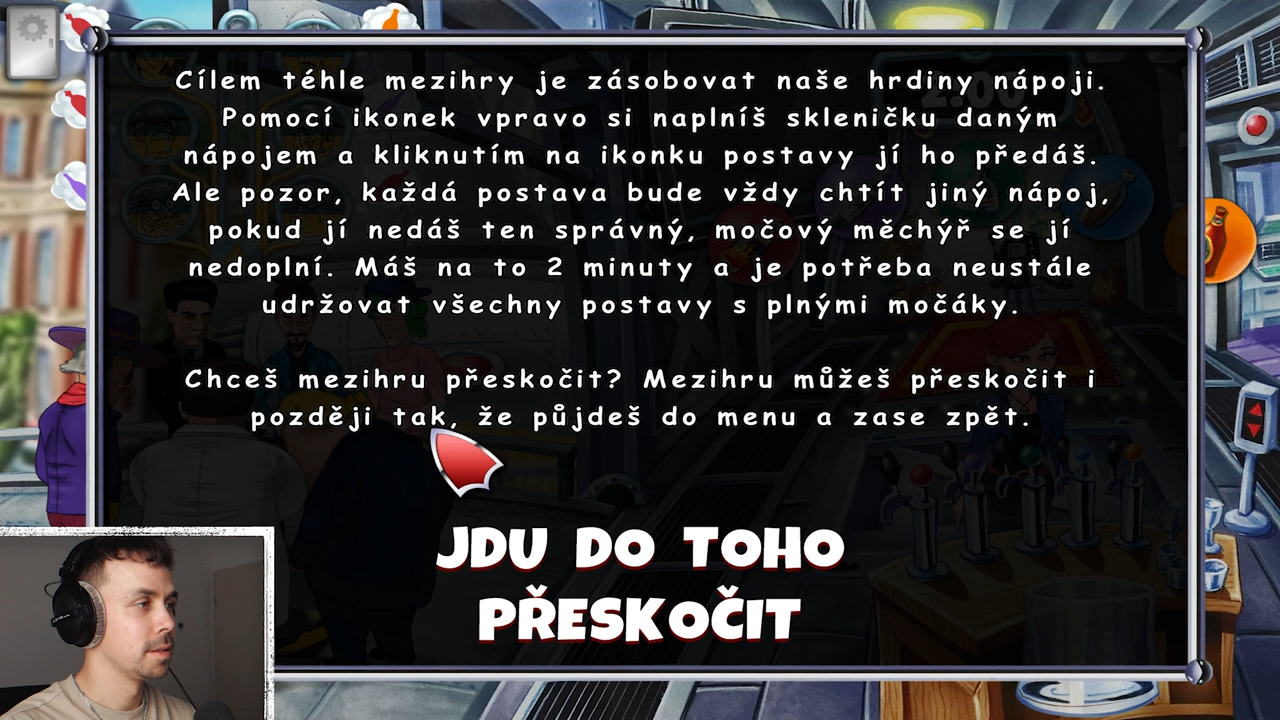 Cílem téhle mezihry je zásobovat naše hrdiny nápoji.
Pomocí ikonek vpravo si naplníš skleničku daným
nápojem a kliknutím na ikonku postavy jí ho předáš.
Ale pozor, každá postava bude vždy chtít jiný nápoj,
pokud jí nedáš ten správný, močový měchýř se jí
nedoplní. Máš na to 2 minuty a je potřeba neustále
udržovat všechny postavy s plnými močáky.
Chceš mezihru přeskočit? Mezihru můžeš přeskočit i
později tak, že půjdeš do menu a zase zpět.
JDU DO TOHO
PŘESKOČIT